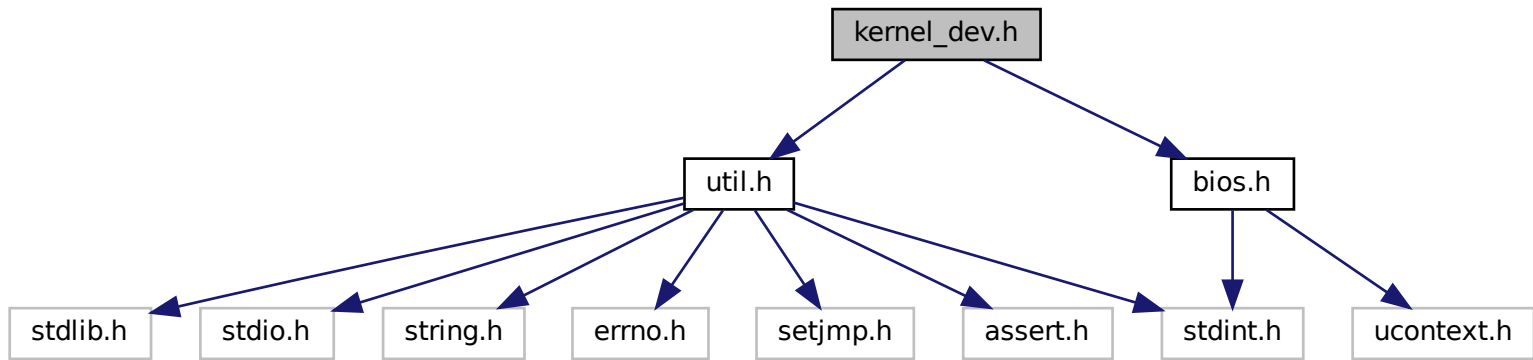 kernel_dev.h
util.h
bios.h
stdlib.h
stdio.h
string.h
errno.h
setjmp.h
assert.h
stdint.h
ucontext.h